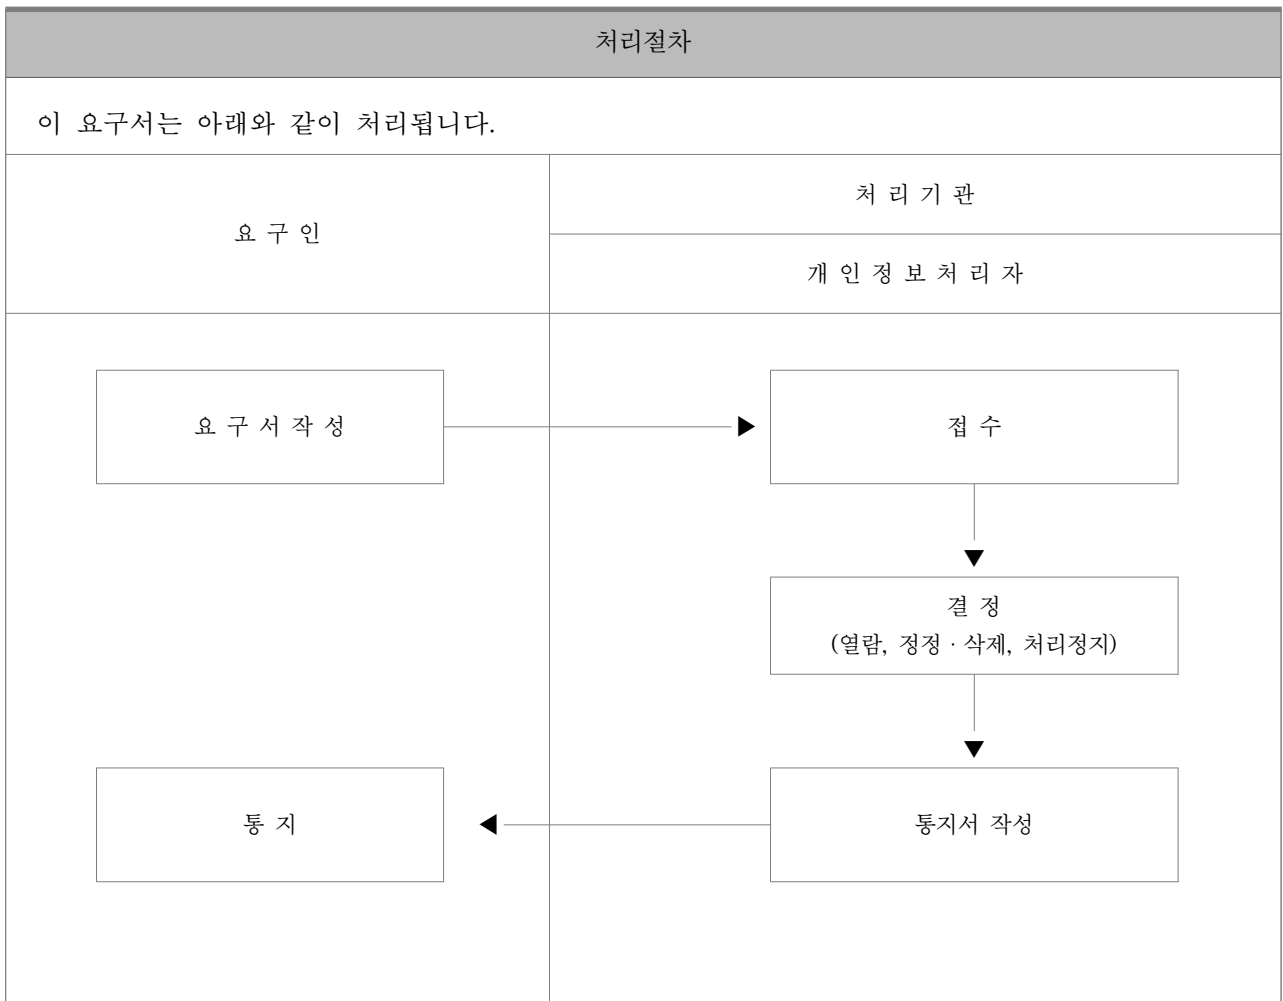 처리절차
이 요구서는 아래와 같이 처리됩니다.
요 구 인
처 리 기 관
개 인 정 보 처 리 자
요 구 서 작 성
접 수
결 정
(열람, 정정 · 삭제, 처리정지)
통 지
통지서 작성